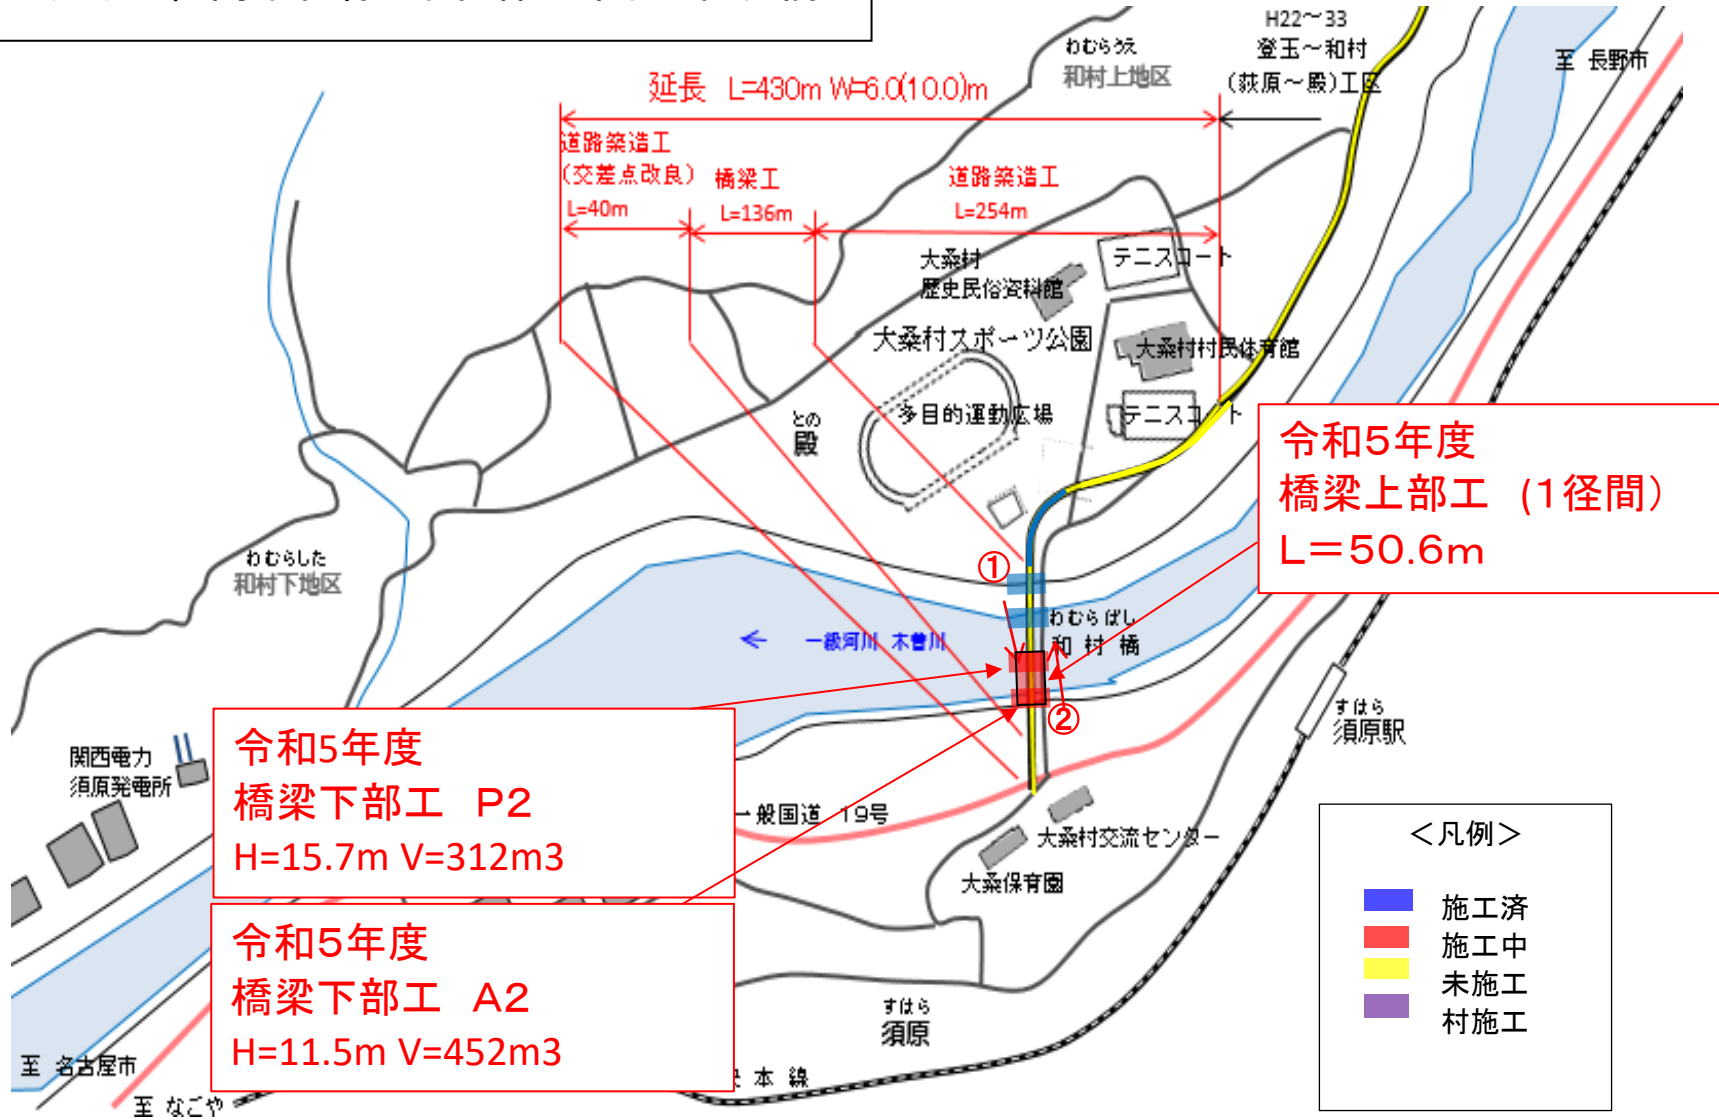 H22~33
登玉~和村
(荻原~殿)工区
わむらうえ
和村上地区
至 長野市
延長 L=430m W=6.0(10.0)m
道路築造工
(交差点改良)
L=40m
橋梁工
L=136m
道路築造工
L=254m
大桑村
歴史民俗資料館
テニスコート
大桑村スポーツ公園
大桑村村民体育館
多目的運動広場
テニスコート
との
殿
令和5年度
橋梁上部工 (1径間)
L=50.6m
わむらした
和村下地区
①
わむらばし
和村橋
← 一級河川 木曽川
②
すはら
須原駅
関西電力
須原発電所
令和5年度
橋梁下部工 P2
H=15.7m V=312m3
一般国道 19号
大桑村交流センター
大桑保育園
令和5年度
橋梁下部工 A2
H=11.5m V=452m3
すはら
須原
<凡例>
施工済
施工中
未施工
村施工
至 名古屋市
本線
至 なごや